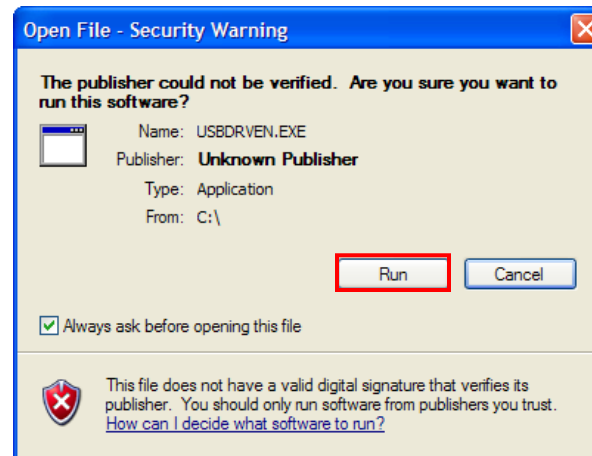 Open File - Security Warning
The publisher could not be verified.  Are you sure you want to
run this software?
Name: USBDRVEN.EXE
Publisher: Unknown Publisher
Type: Application
From: C:\
Run Cancel
Always ask before opening this file
This file does not have a valid digital signature that verifies its
publisher.  You should only run software from publishers you trust.
How can I decide what software to run?